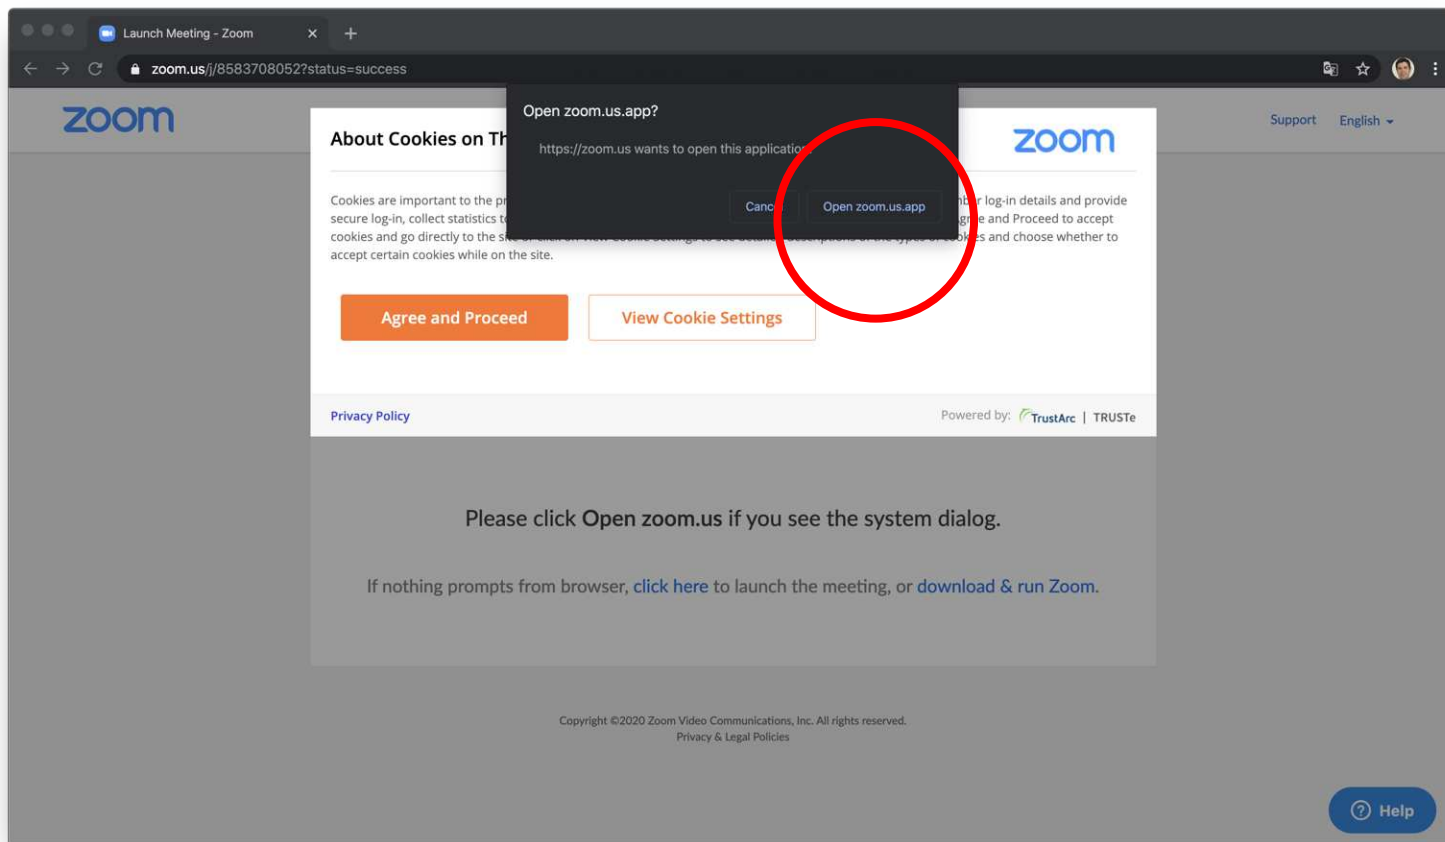 Launch Meeting - Zoom
zoom.us/j/8583708052?status=success
zoom
Support English
Open zoom.us.app?
https://zoom.us wants to open this application.
Cancel Open zoom.us.app
About Cookies on Th
zoom
Cookies are important to the pr
log-in details and provide
secure log-in, collect statistics to
and Proceed to accept
cookies and go directly to the
and choose whether to
accept certain cookies while on the site.
Agree and Proceed View Cookie Settings
Privacy Policy Powered by: TrustArc | TRUSTe
Please click Open zoom.us if you see the system dialog.
If nothing prompts from browser, click here to launch the meeting, or download & run Zoom.
Copyright ©2020 Zoom Video Communications, Inc. All rights reserved.
Privacy & Legal Policies
Help